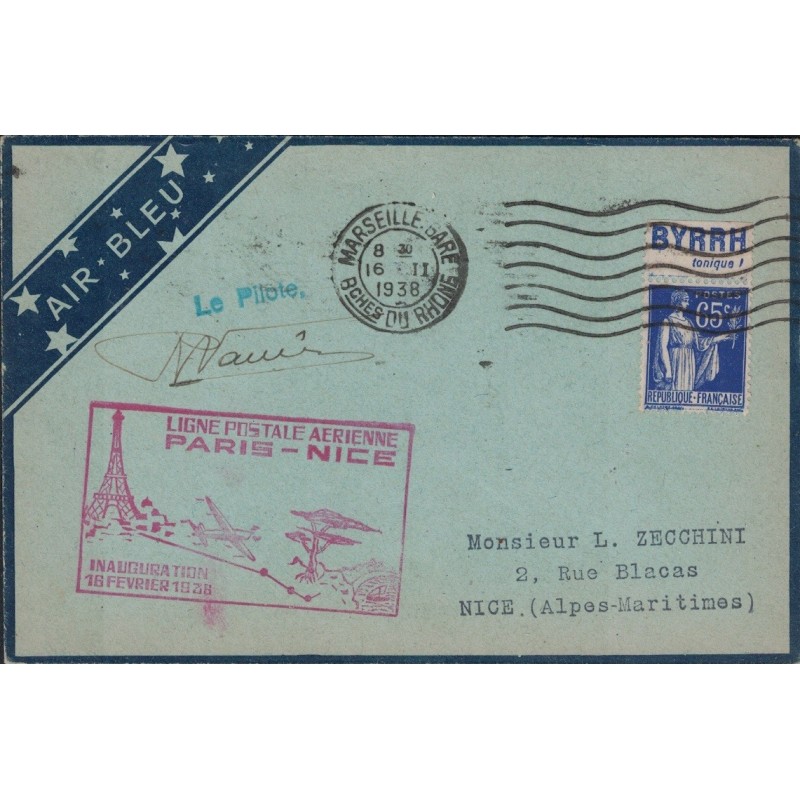 AIR-BLEU
MARSEILLE-GARE
8 30
16 II
1938
BCHES DU RHONE
BYRRH
tonique !
POSTES
65c
REPUBLIQUE·FRANÇAISE
Le Pilote.
LIGNE POSTALE AERIENNE
PARIS-NICE
INAUGURATION
16 FEVRIER 1938
Monsieur L. ZECCHINI
2, Rue Blacas
NICE.(Alpes-Maritimes)